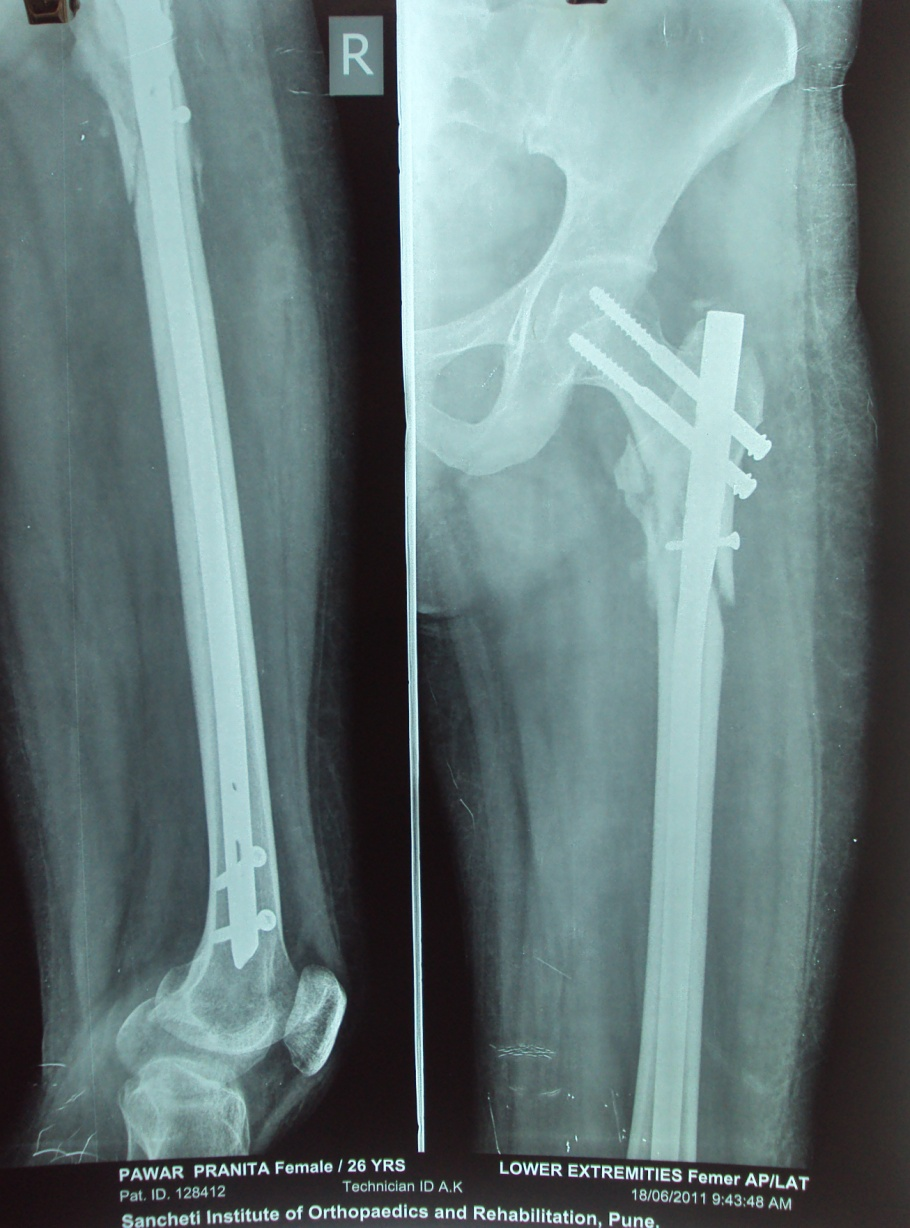 R
PAWAR PRANITA Female / 26 YRS
Pat. ID. 128412
Technician ID A.K
LOWER EXTREMITIES Femer AP/LAT
18/06/2011 9:43:48 AM
Sancheti Institute of Orthopaedics and Rehabilitation, Pune.